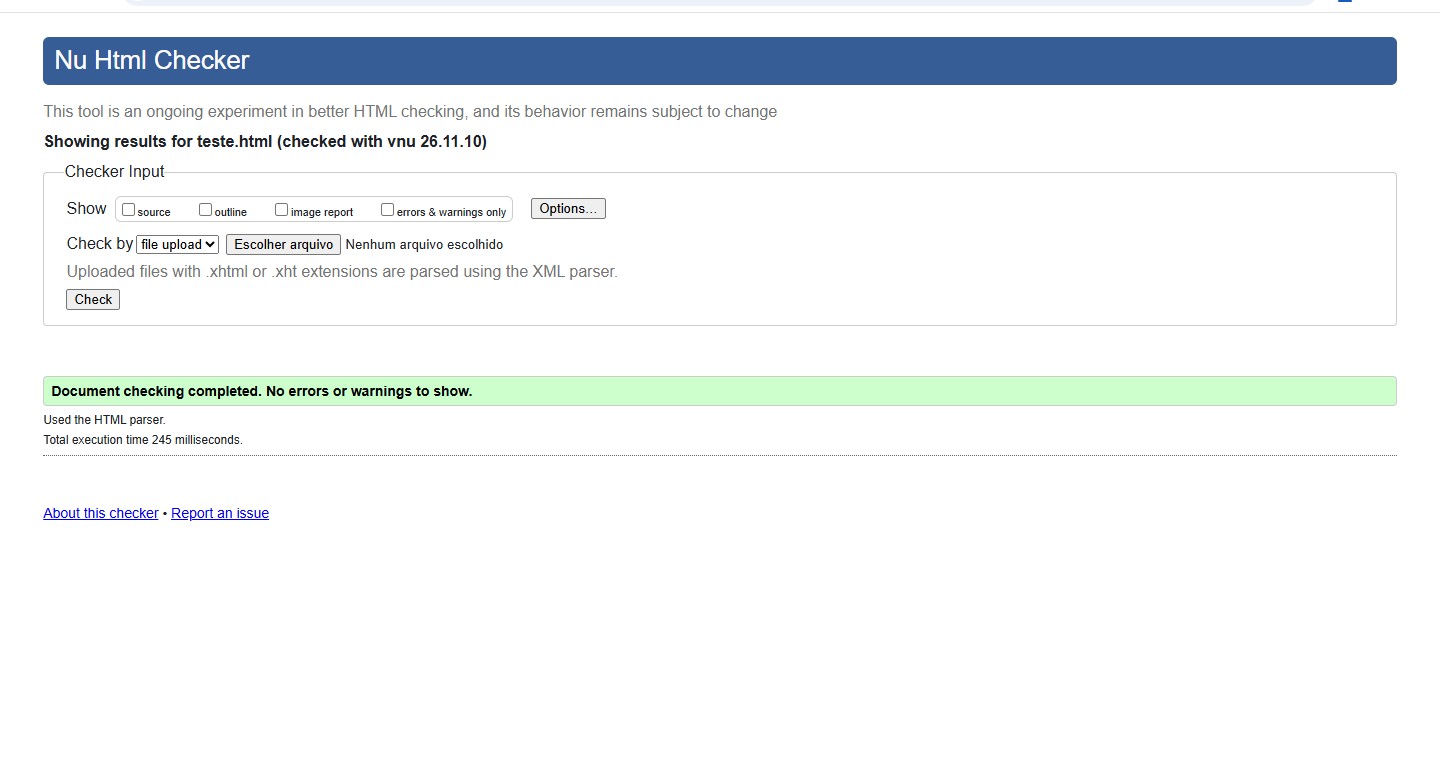 Nu Html Checker
This tool is an ongoing experiment in better HTML checking, and its behavior remains subject to change
Showing results for teste.html (checked with vnu 26.11.10)
Checker Input
Show source outline image report errors & warnings only Options...
Check by file upload Escolher arquivo Nenhum arquivo escolhido
Uploaded files with .xhtml or .xht extensions are parsed using the XML parser.
Check
Document checking completed. No errors or warnings to show.
Used the HTML parser.
Total execution time 245 milliseconds.
About this checker • Report an issue